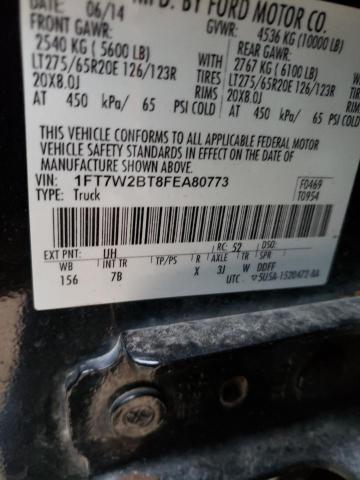 DATE: 06/14 MFD. BY FORD MOTOR CO.
FRONT GAWR: GVWR: 4536 KG (10000 LB)
2540 KG (5600 LB) REAR GAWR:
LT275/65R20E 126/123R TIRES 2767 KG (6100 LB)
20X8.0J RIMS LT275/65R20E 126/123R TIRES
AT 450 kPa/ 65 PSI COLD 20X8.0J RIMS
AT 450 kPa/ 65 PSI COLD
THIS VEHICLE CONFORMS TO ALL APPLICABLE FEDERAL MOTOR
VEHICLE SAFETY STANDARDS IN EFFECT ON THE DATE OF
MANUFACTURE SHOWN ABOVE.
VIN: 1FT7W2BT8FEA80773 F0469
TYPE: Truck T0954
EXT PNT: UH RC: 52 DSO:
WB INT TR TP/PS R AXLE TR SPR
156 7B X 3J W DDFF
UTC 5USA-1520472-BA